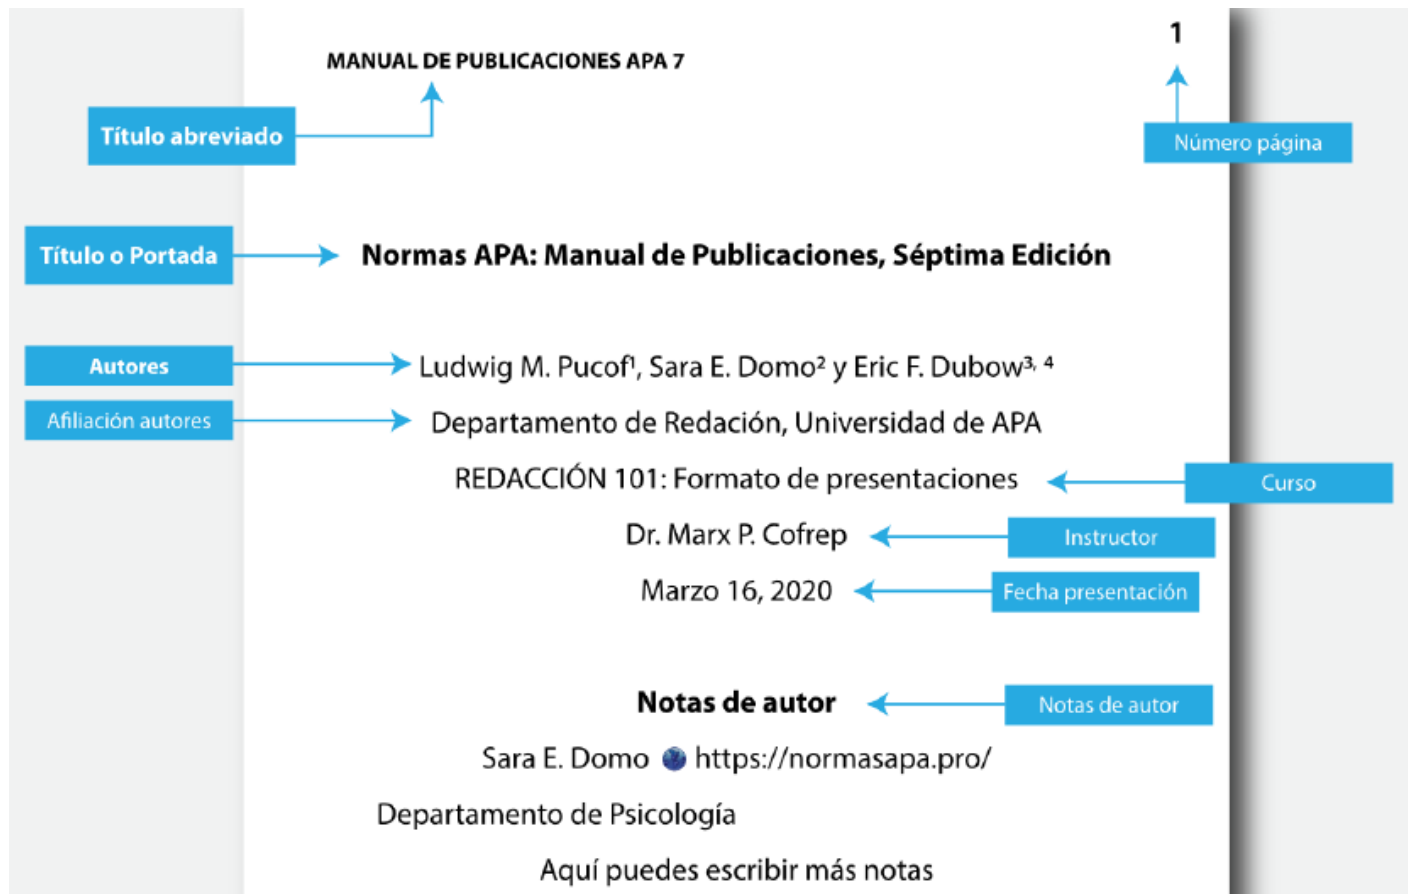 1
MANUAL DE PUBLICACIONES APA 7
Título abreviado
Número página
Título o Portada
Normas APA: Manual de Publicaciones, Séptima Edición
Autores
Ludwig M. Pucof¹, Sara E. Domo² y Eric F. Dubow³, ⁴
Afiliación autores
Departamento de Redación, Universidad de APA
REDACCIÓN 101: Formato de presentaciones
Curso
Dr. Marx P. Cofrep
Instructor
Marzo 16, 2020
Fecha presentación
Notas de autor
Notas de autor
Sara E. Domo https://normasapa.pro/
Departamento de Psicología
Aquí puedes escribir más notas